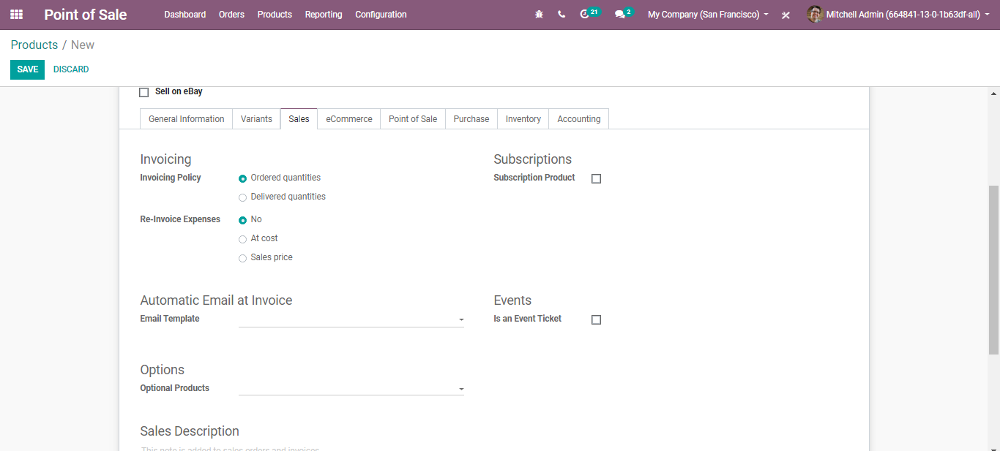 Point of Sale Dashboard Orders Products Reporting Configuration 21 2 My Company (San Francisco) Mitchell Admin (664841-13-0-1b63df-all)
Products / New
SAVE DISCARD
Sell on eBay
General Information Variants Sales eCommerce Point of Sale Purchase Inventory Accounting
Invoicing Subscriptions
Invoicing Policy Ordered quantities Subscription Product
Delivered quantities
Re-Invoice Expenses No
At cost
Sales price
Automatic Email at Invoice Events
Email Template Is an Event Ticket
Options
Optional Products
Sales Description
This note is added to sales orders and invoices.